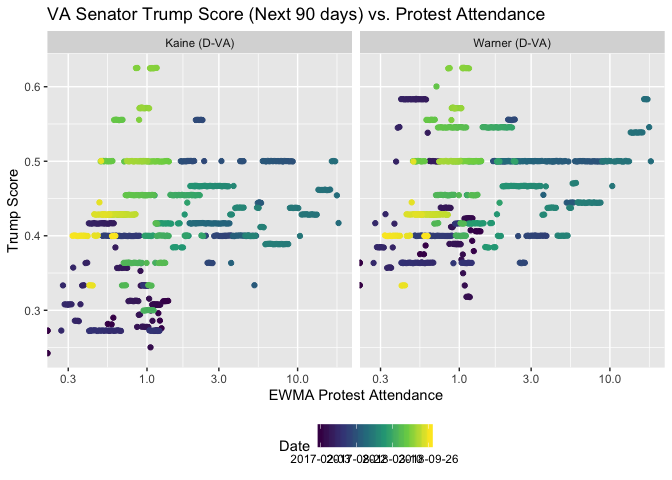 VA Senator Trump Score (Next 90 days) vs. Protest Attendance
Kaine (D-VA) Warner (D-VA)
Trump Score
0.6
0.5
0.4
0.3
0.3 1.0 3.0 10.0 0.3 1.0 3.0 10.0
EWMA Protest Attendance
Date
2018-09-26